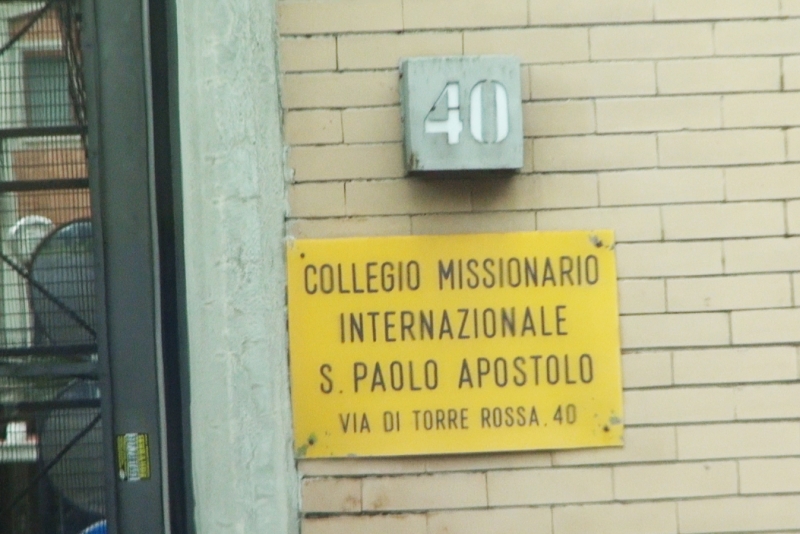 40
COLLEGIO MISSIONARIO
INTERNAZIONALE
S. PAOLO APOSTOLO
VIA DI TORRE ROSSA. 40